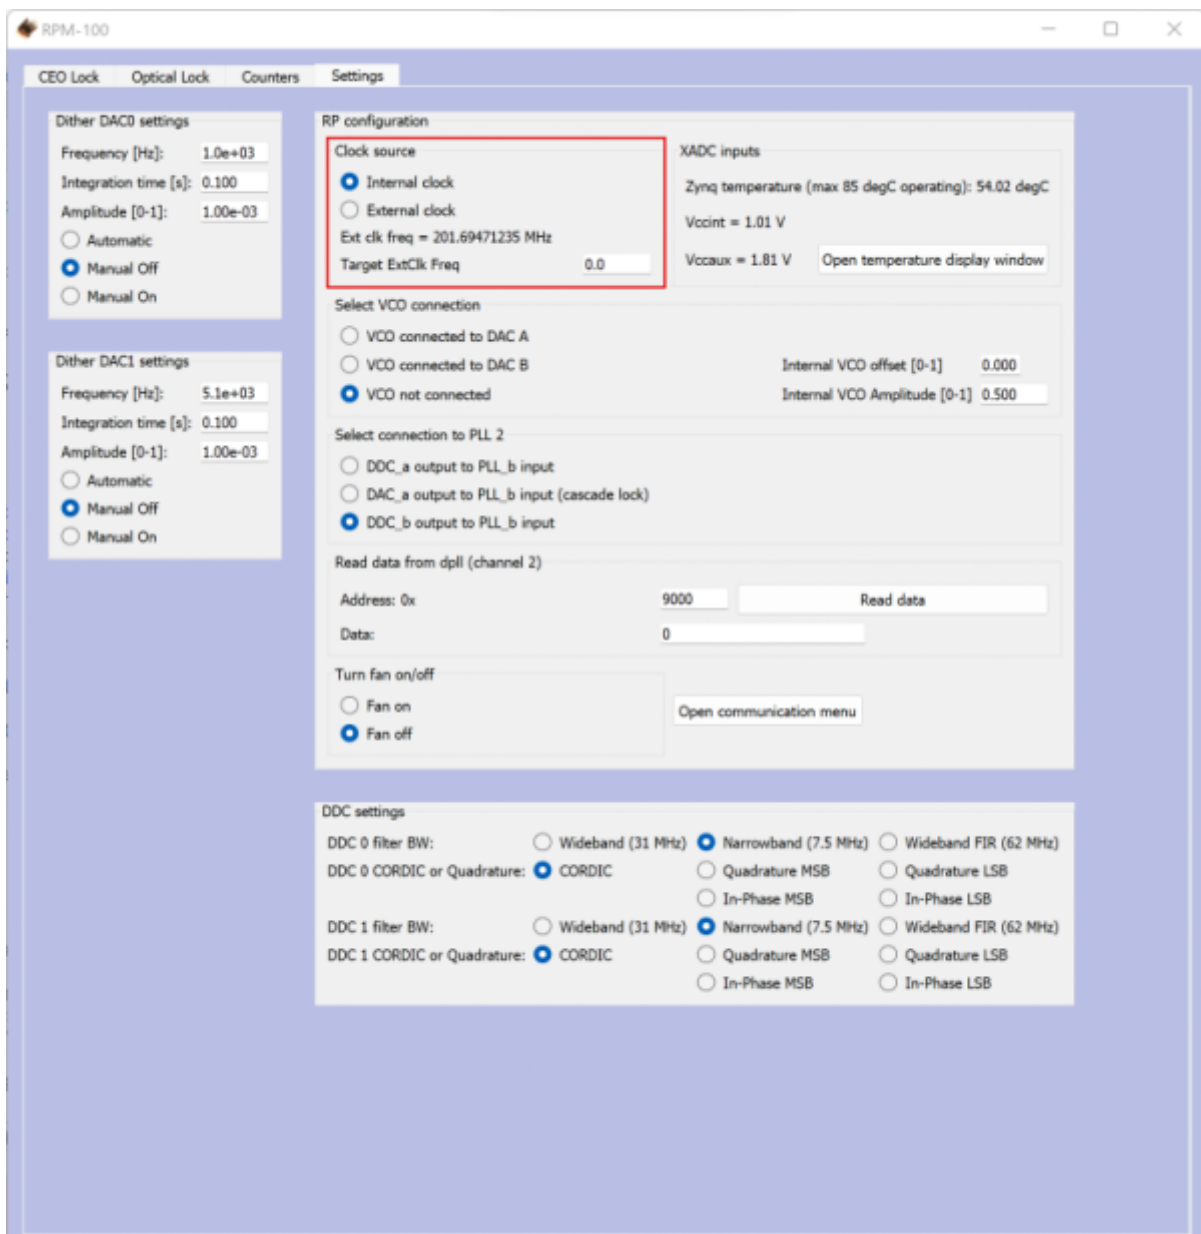 RPM-100
CEO Lock Optical Lock Counters Settings
Dither DAC0 settings
Frequency [Hz]: 1.0e+03
Integration time [s]: 0.100
Amplitude [0-1]: 1.00e-03
Automatic
Manual Off
Manual On
Dither DAC1 settings
Frequency [Hz]: 5.1e+03
Integration time [s]: 0.100
Amplitude [0-1]: 1.00e-03
Automatic
Manual Off
Manual On
RP configuration
Clock source
Internal clock
External clock
Ext clk freq = 201.69471235 MHz
Target ExtClk Freq 0.0
XADC inputs
Zynq temperature (max 85 degC operating): 54.02 degC
Vccint = 1.01 V
Vccaux = 1.81 V Open temperature display window
Select VCO connection
VCO connected to DAC A
VCO connected to DAC B Internal VCO offset [0-1] 0.000
VCO not connected Internal VCO Amplitude [0-1] 0.500
Select connection to PLL 2
DDC_a output to PLL_b input
DAC_a output to PLL_b input (cascade lock)
DDC_b output to PLL_b input
Read data from dpll (channel 2)
Address: 0x 9000 Read data
Data: 0
Turn fan on/off
Fan on
Fan off
Open communication menu
DDC settings
DDC 0 filter BW: Wideband (31 MHz) Narrowband (7.5 MHz) Wideband FIR (62 MHz)
DDC 0 CORDIC or Quadrature: CORDIC Quadrature MSB Quadrature LSB
In-Phase MSB In-Phase LSB
DDC 1 filter BW: Wideband (31 MHz) Narrowband (7.5 MHz) Wideband FIR (62 MHz)
DDC 1 CORDIC or Quadrature: CORDIC Quadrature MSB Quadrature LSB
In-Phase MSB In-Phase LSB